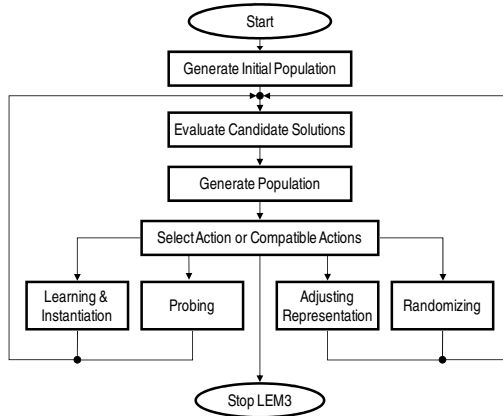 Start
Generate Initial Population
Evaluate Candidate Solutions
Generate Population
Select Action or Compatible Actions
Learning &
Instantiation
Probing
Adjusting
Representation
Randomizing
Stop LEM3